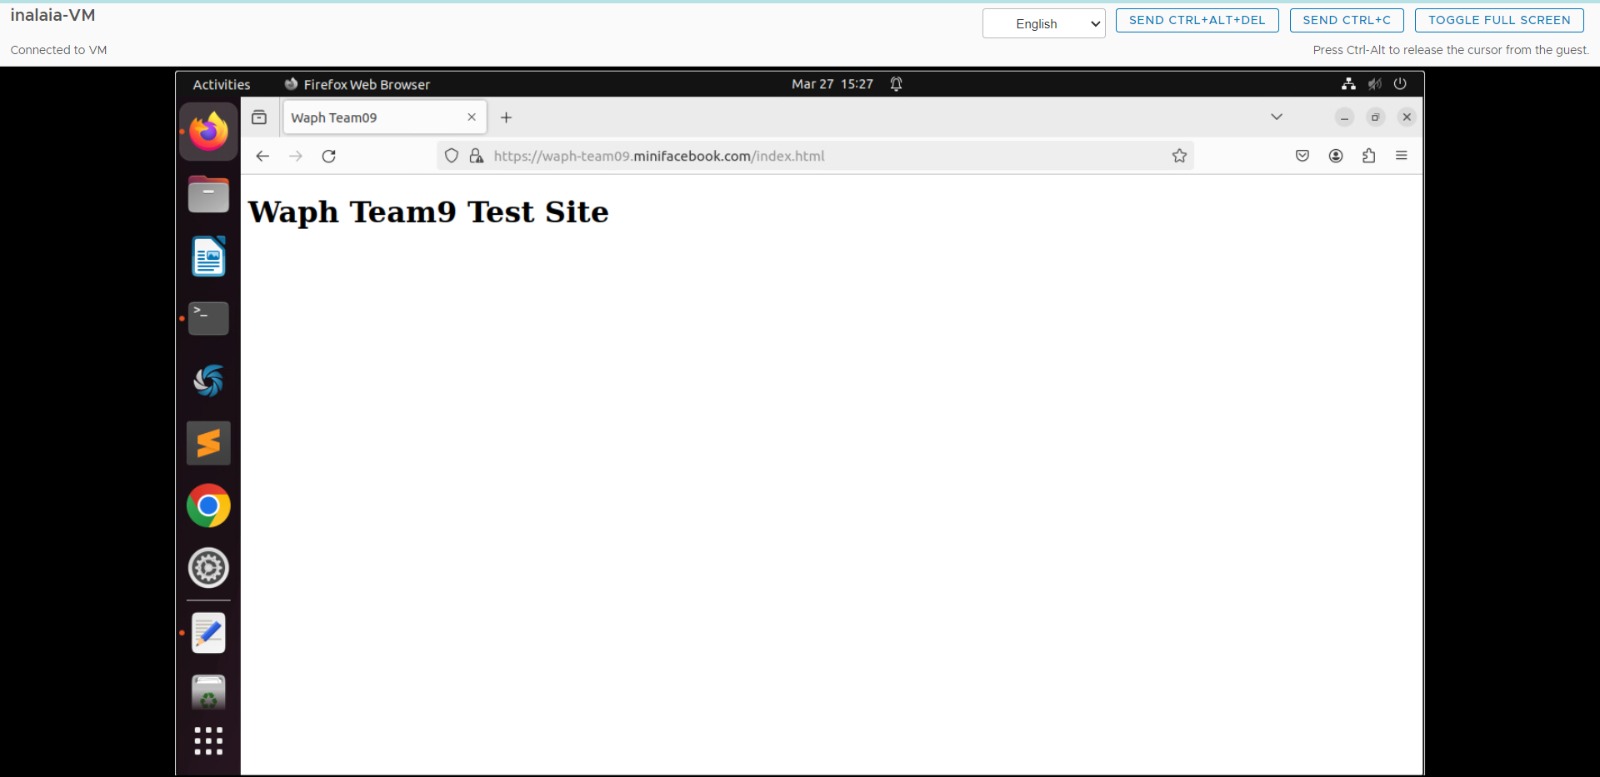 inalaia-VM
English
SEND CTRL+ALT+DEL
SEND CTRL+C
TOGGLE FULL SCREEN
Connected to VM
Press Ctrl-Alt to release the cursor from the guest.
Activities
Firefox Web Browser
Mar 27 15:27
Waph Team09
https://waph-team09.minifacebook.com/index.html
Waph Team9 Test Site